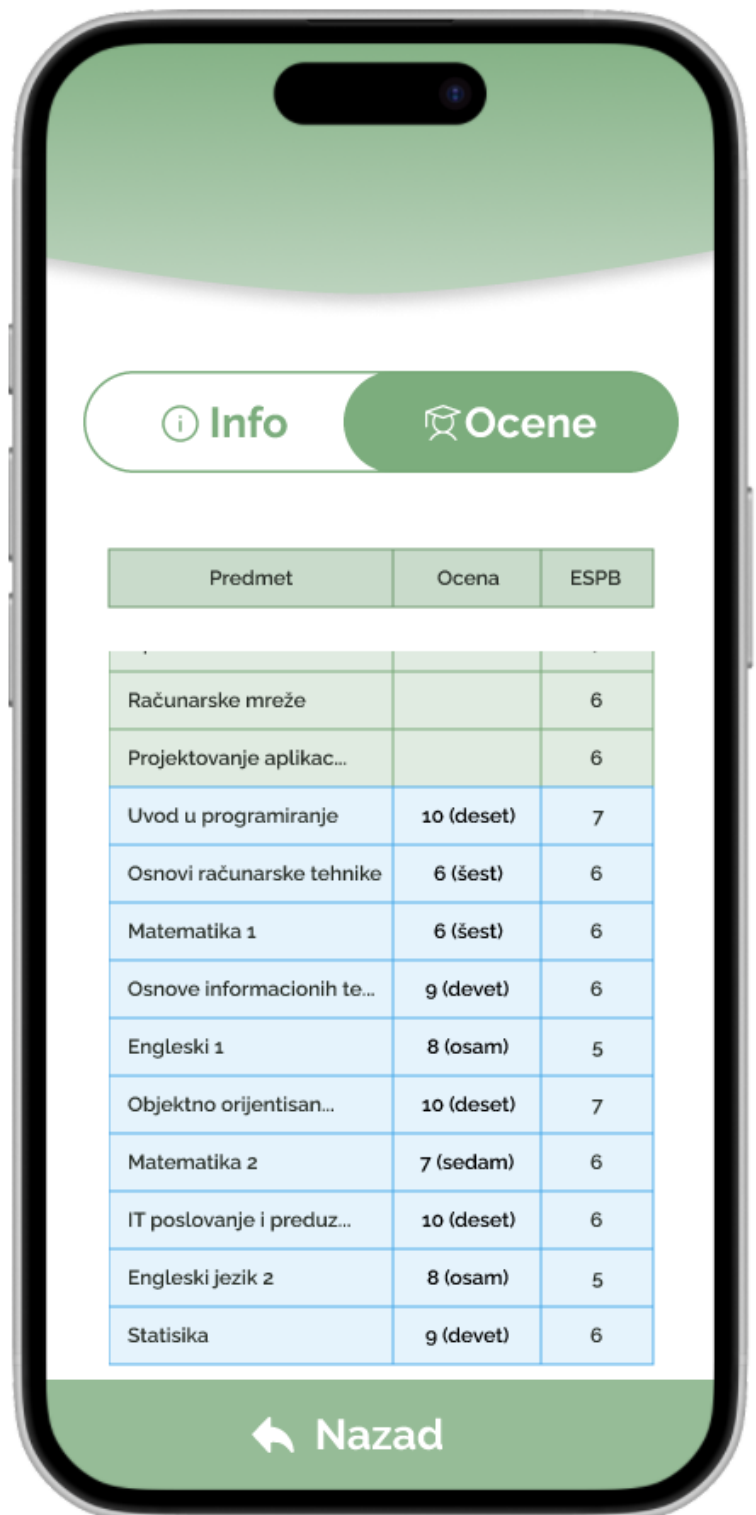 Info Ocene
Predmet Ocena ESPB
Računarske mreže 6
Projektovanje aplikac... 6
Uvod u programiranje 10 (deset) 7
Osnovi računarske tehnike 6 (šest) 6
Matematika 1 6 (šest) 6
Osnove informacionih te... 9 (devet) 6
Engleski 1 8 (osam) 5
Objektno orijentisan... 10 (deset) 7
Matematika 2 7 (sedam) 6
IT poslovanje i preduz... 10 (deset) 6
Engleski jezik 2 8 (osam) 5
Statisika 9 (devet) 6
Nazad